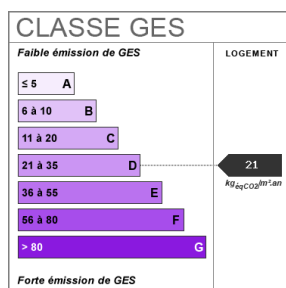 CLASSE GES
Faible émission de GES
LOGEMENT
≤ 5 A
6 à 10 B
11 à 20 C
21 à 35 D
21
kgéqCO2/m².an
36 à 55 E
56 à 80 F
> 80 G
Forte émission de GES